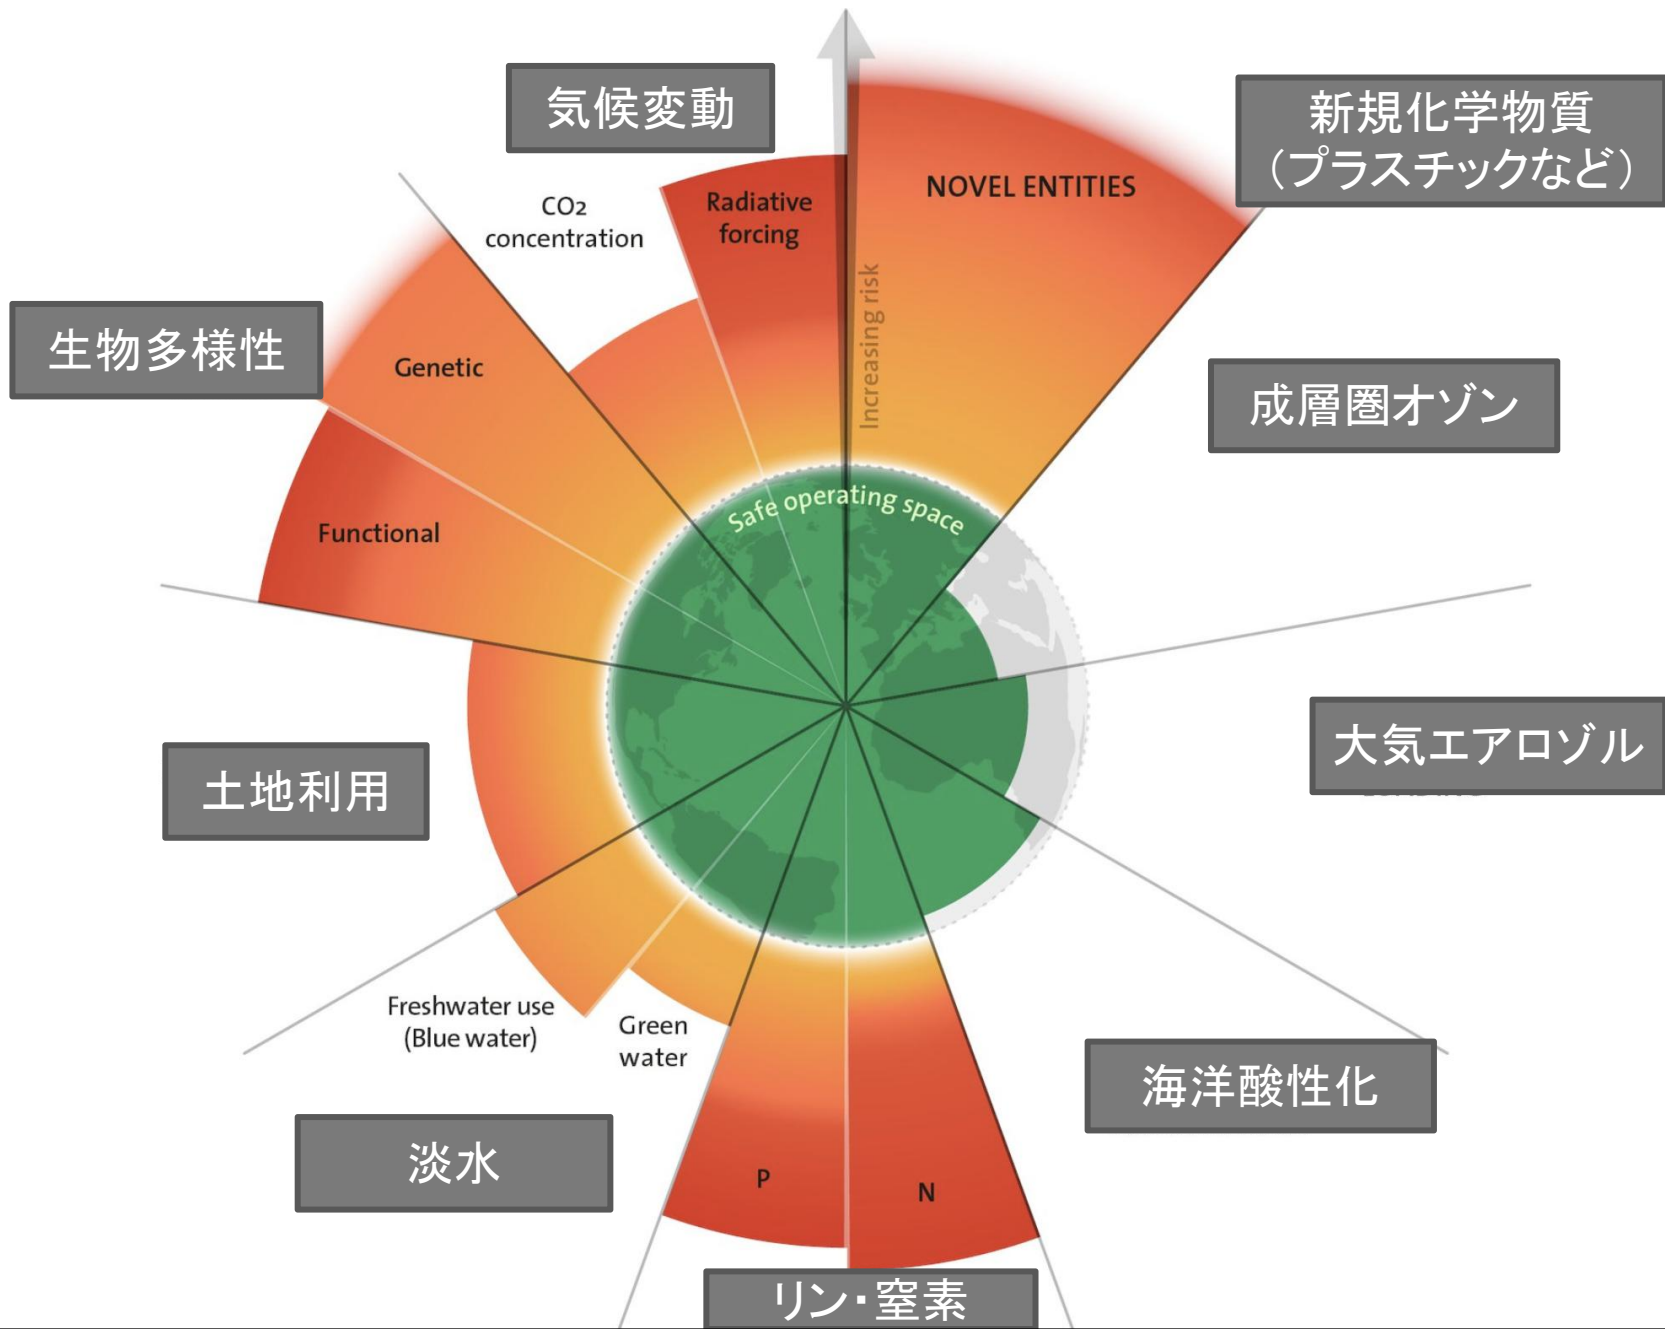 気候変動
新規化学物質
（プラスチックなど）
NOVEL ENTITIES
Radiative
forcing
CO2
concentration
Increasing risk
生物多様性
Genetic
成層圏オゾン
Safe operating space
Functional
大気エアロゾル
土地利用
Freshwater use
(Blue water)
Green
water
海洋酸性化
淡水
P
N
リン・窒素